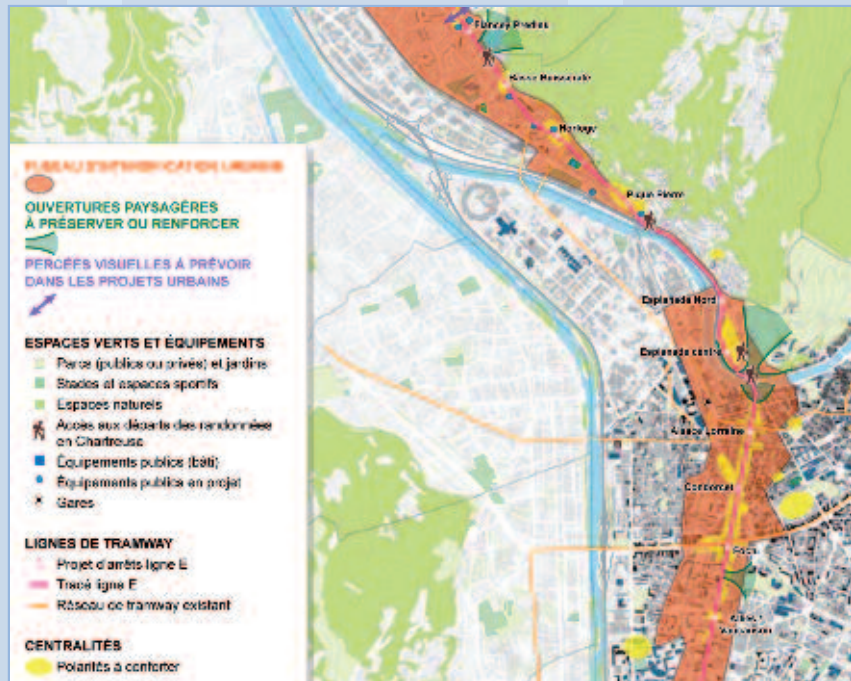 OUVERTURES PAYSAGÈRES
À PRÉSERVER OU RENFORCER
PERCÉES VISUELLES À PRÉVOIR
DANS LES PROJETS URBAINS
ESPACES VERTS ET ÉQUIPEMENTS
Parcs (publics ou privés) et jardins
Stades et espaces sportifs
Espaces naturels
Accès aux départs des randonnées
en Chartreuse
Équipements publics (bâti)
Équipements publics en projet
Gares
LIGNES DE TRAMWAY
Projet d'arrêts ligne E
Tracé ligne E
Réseau de tramway existant
CENTRALITÉS
Polarités à conforter
Horloge
Pique Pierre
Esplanade Nord
Esplanade centre
Alsace Lorraine
Condorcet